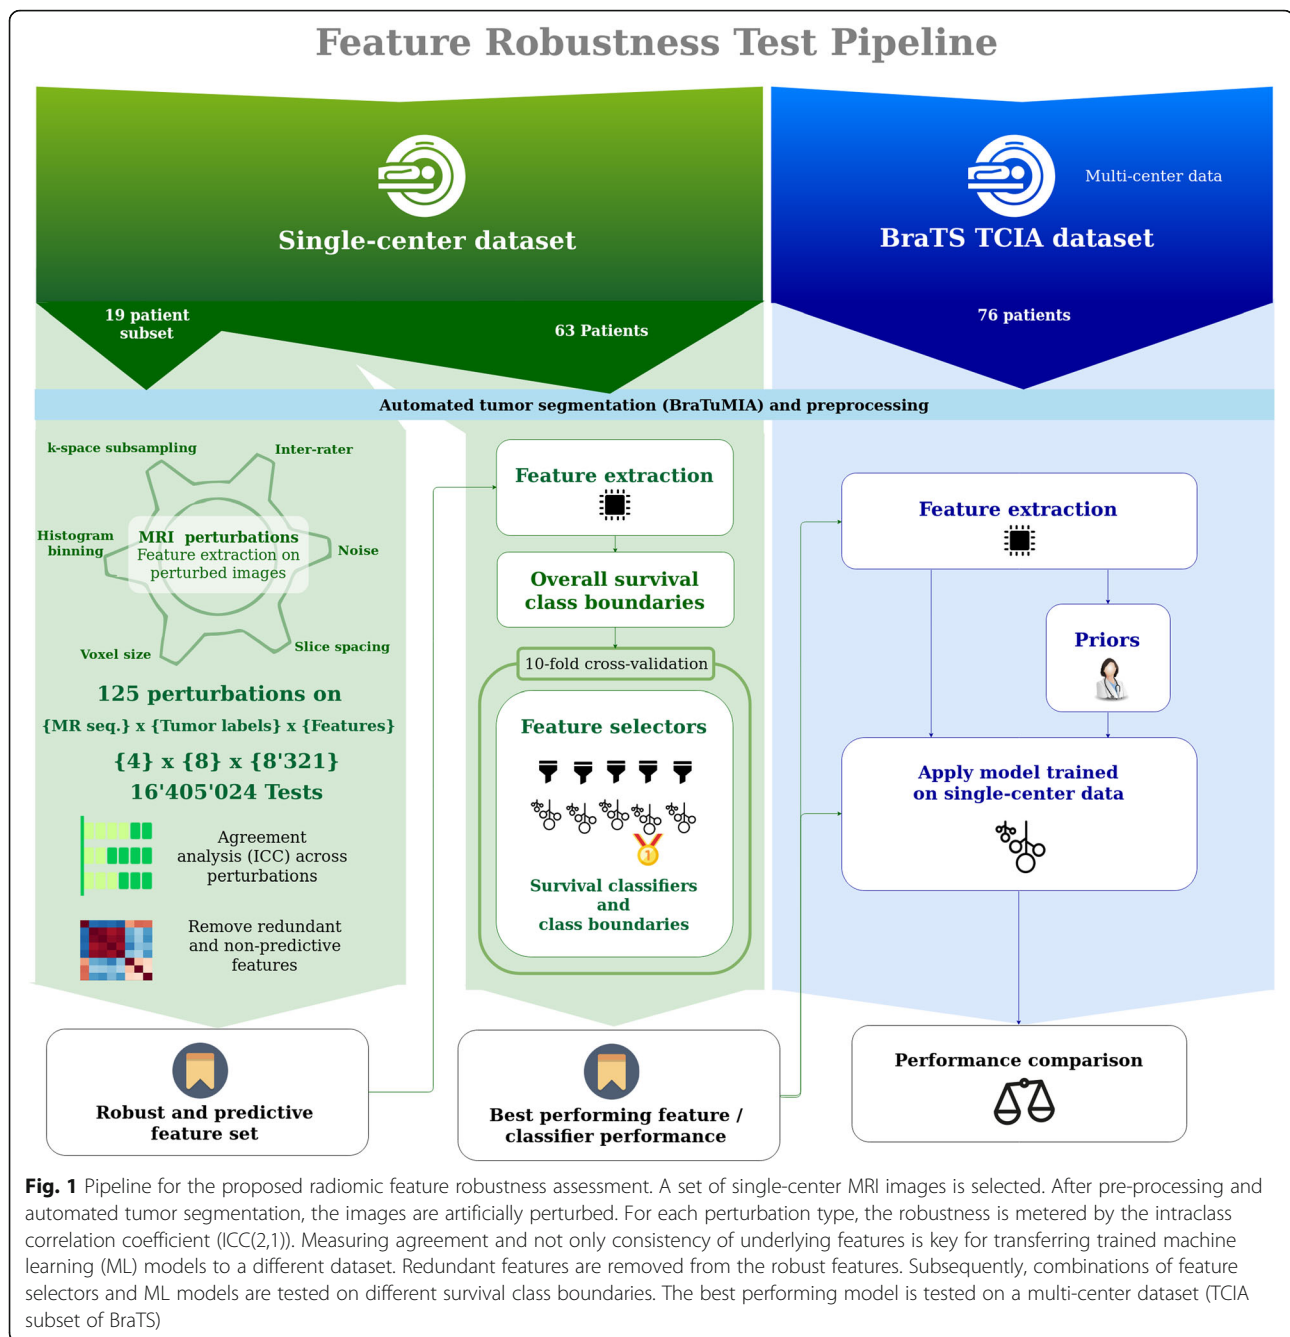 Feature Robustness Test Pipeline
Single-center dataset
Multi-center data
BraTS TCIA dataset
19 patient
subset
63 Patients
76 patients
Automated tumor segmentation (BraTuMIA) and preprocessing
k-space subsampling
Inter-rater
Histogram
binning
MRI perturbations
Feature extraction on
perturbed images
Noise
Voxel size
Slice spacing
125 perturbations on
{MR seq.} x {Tumor labels} x {Features}
{4} x {8} x {8'321}
16'405'024 Tests
Agreement
analysis (ICC) across
perturbations
Remove redundant
and non-predictive
features
Robust and predictive
feature set
Feature extraction
Overall survival
class boundaries
10-fold cross-validation
Feature selectors
1
Survival classifiers
and
class boundaries
Best performing feature /
classifier performance
Feature extraction
Priors
Apply model trained
on single-center data
Performance comparison
Fig. 1 Pipeline for the proposed radiomic feature robustness assessment. A set of single-center MRI images is selected. After pre-processing and
automated tumor segmentation, the images are artificially perturbed. For each perturbation type, the robustness is metered by the intraclass
correlation coefficient (ICC(2,1)). Measuring agreement and not only consistency of underlying features is key for transferring trained machine
learning (ML) models to a different dataset. Redundant features are removed from the robust features. Subsequently, combinations of feature
selectors and ML models are tested on different survival class boundaries. The best performing model is tested on a multi-center dataset (TCIA
subset of BraTS)